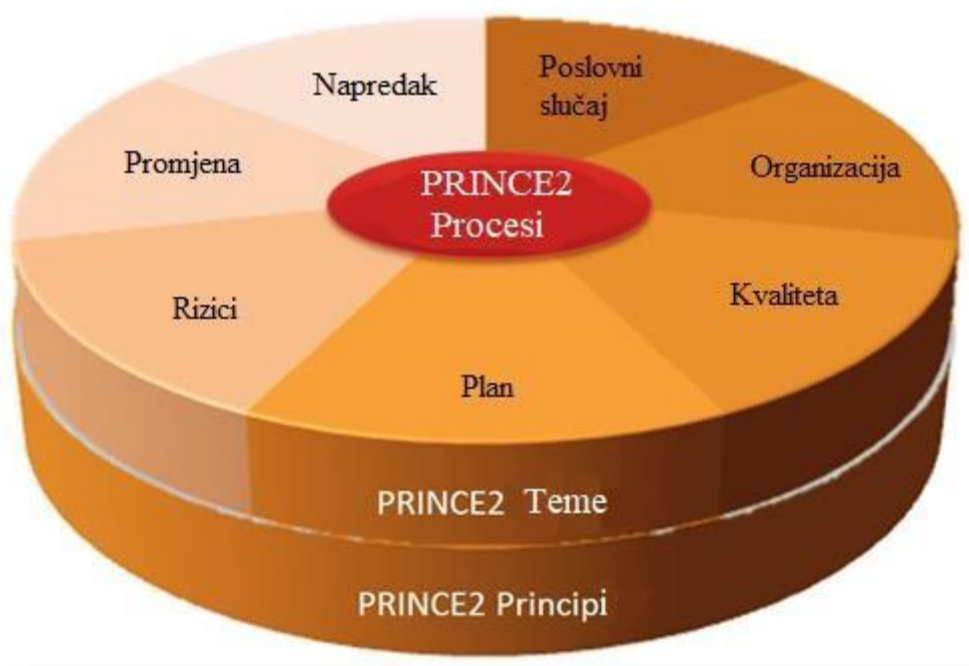 Napredak
Poslovni
slučaj
Promjena
Organizacija
PRINCE2
Procesi
Rizici
Kvaliteta
Plan
PRINCE2 Teme
PRINCE2 Principi